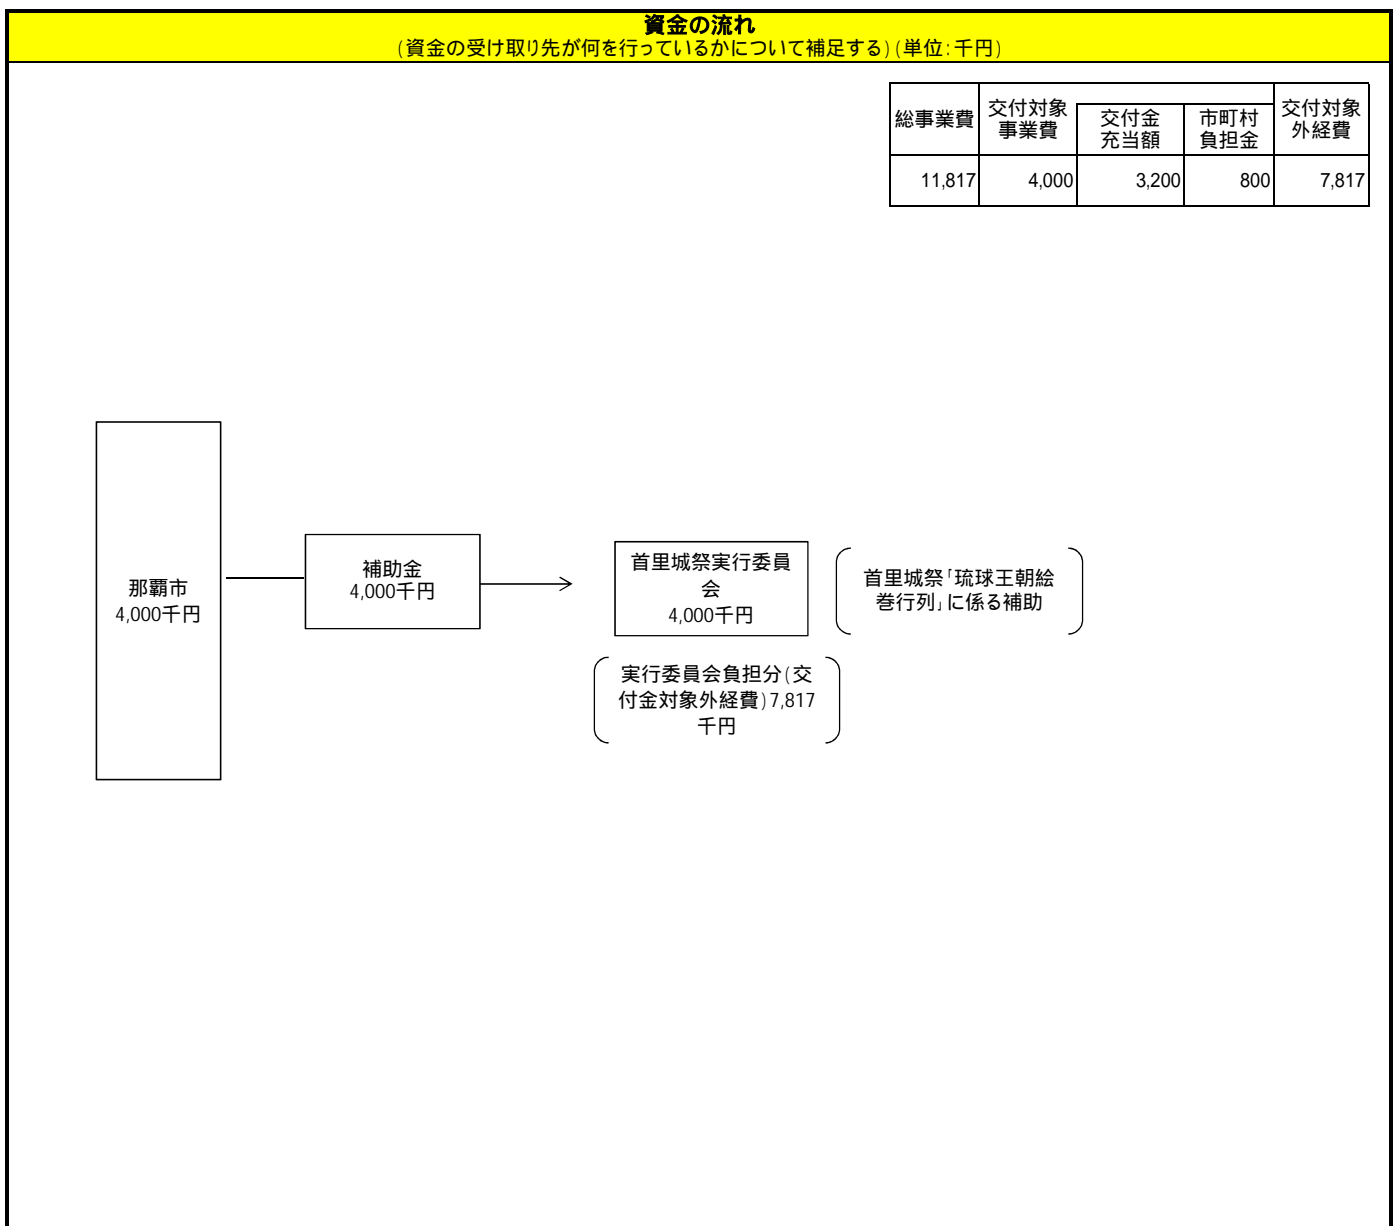 資金の流れ
(資金の受け取り先が何を行っているかについて補足する)(単位:千円)
総事業費
交付対象
事業費
交付金
充当額
市町村
負担金
交付対象
外経費
11,817
4,000
3,200
800
7,817
那覇市
4,000千円
補助金
4,000千円
首里城祭実行委員
会
4,000千円
首里城祭「琉球王朝絵
巻行列」に係る補助
実行委員会負担分(交
付金対象外経費)7,817
千円